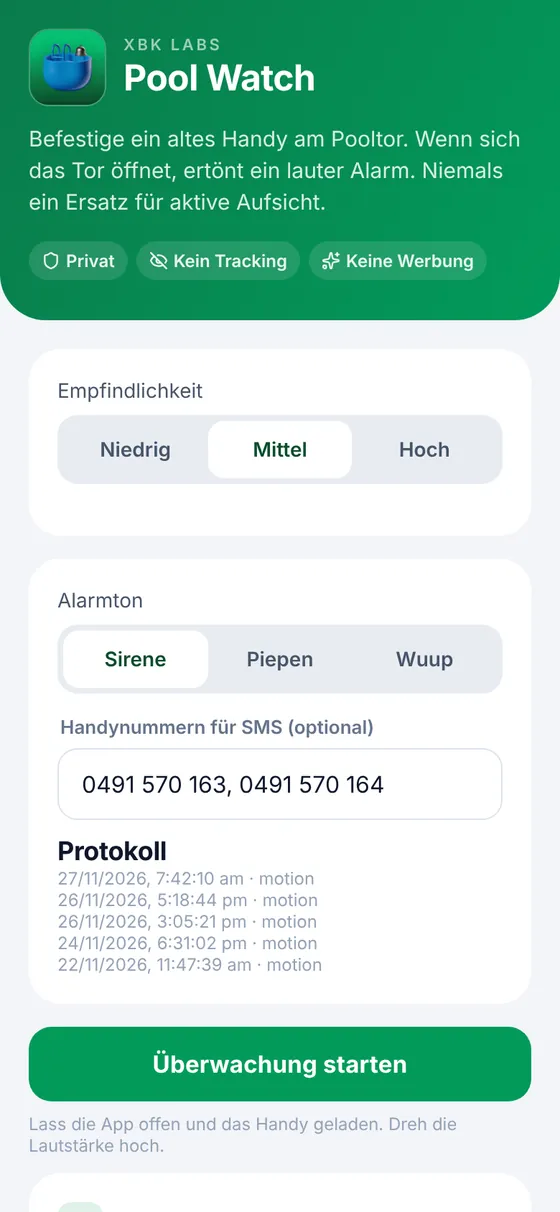 XBK LABS
Pool Watch
Befestige ein altes Handy am Pooltor. Wenn sich
das Tor öffnet, ertönt ein lauter Alarm. Niemals
ein Ersatz für aktive Aufsicht.
Privat
Kein Tracking
Keine Werbung
Empfindlichkeit
Niedrig
Mittel
Hoch
Alarmton
Sirene
Piepen
Wuup
Handynummern für SMS (optional)
0491 570 163, 0491 570 164
Protokoll
27/11/2026, 7:42:10 am · motion
26/11/2026, 5:18:44 pm · motion
26/11/2026, 3:05:21 pm · motion
24/11/2026, 6:31:02 pm · motion
22/11/2026, 11:47:39 am · motion
Überwachung starten
Lass die App offen und das Handy geladen. Dreh die
Lautstärke hoch.